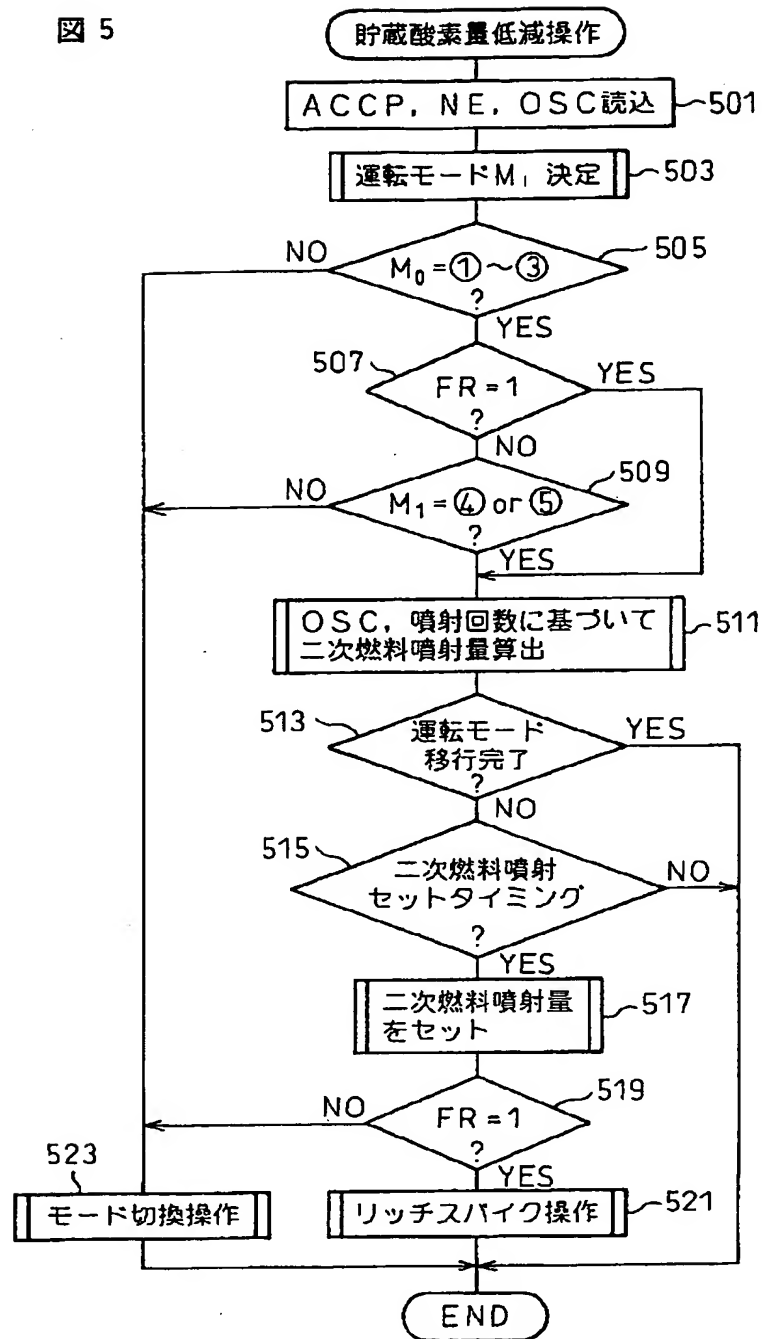 図 5
貯蔵酸素量低減操作
ACCP, NE, OSC読込
501
運転モードM₁ 決定
503
NO
505
M₀=①~③
?
YES
507
FR=1
YES
?
NO
NO
509
M₁=④ or ⑤
?
YES
OSC, 噴射回数に基づいて
二次燃料噴射量算出
511
513
運転モード
移行完了
YES
?
NO
515
二次燃料噴射
セットタイミング
NO
?
YES
二次燃料噴射量
をセット
517
519
NO
FR=1
?
YES
523
モード切換操作
リッチスパイク操作
521
END